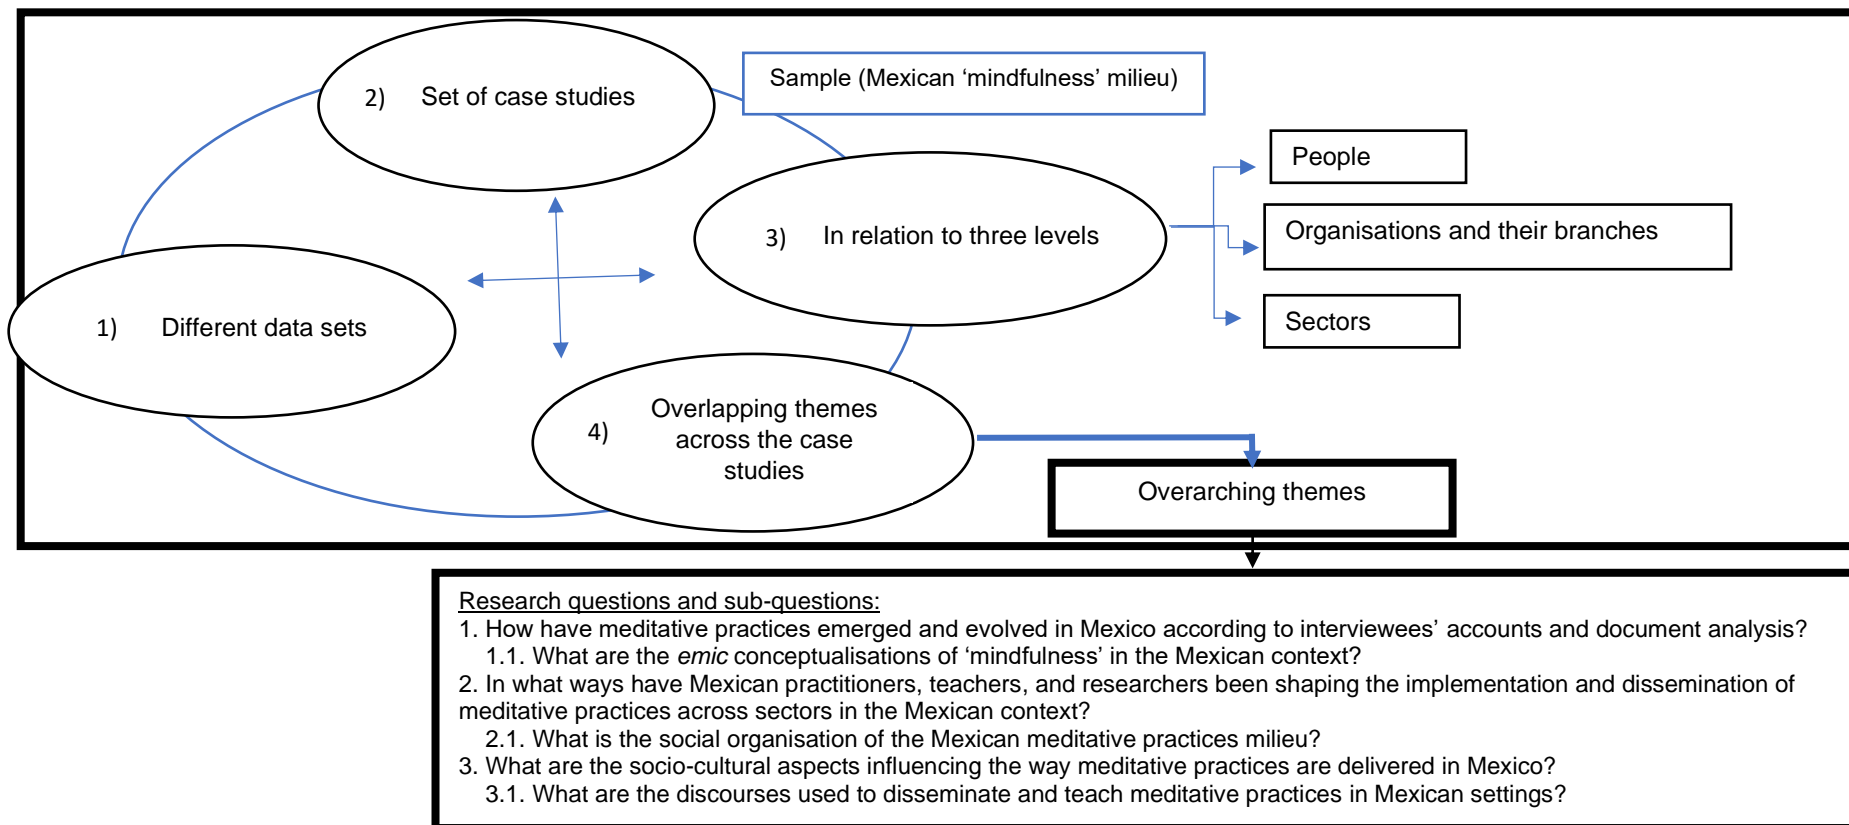 2) Set of case studies
Sample (Mexican ‘mindfulness’ milieu)
People
3) In relation to three levels
Organisations and their branches
1) Different data sets
Sectors
4) Overlapping themes
across the case
studies
Overarching themes
Research questions and sub-questions:
1. How have meditative practices emerged and evolved in Mexico according to interviewees’ accounts and document analysis?
1.1. What are the emic conceptualisations of ‘mindfulness’ in the Mexican context?
2. In what ways have Mexican practitioners, teachers, and researchers been shaping the implementation and dissemination of
meditative practices across sectors in the Mexican context?
2.1. What is the social organisation of the Mexican meditative practices milieu?
3. What are the socio-cultural aspects influencing the way meditative practices are delivered in Mexico?
3.1. What are the discourses used to disseminate and teach meditative practices in Mexican settings?